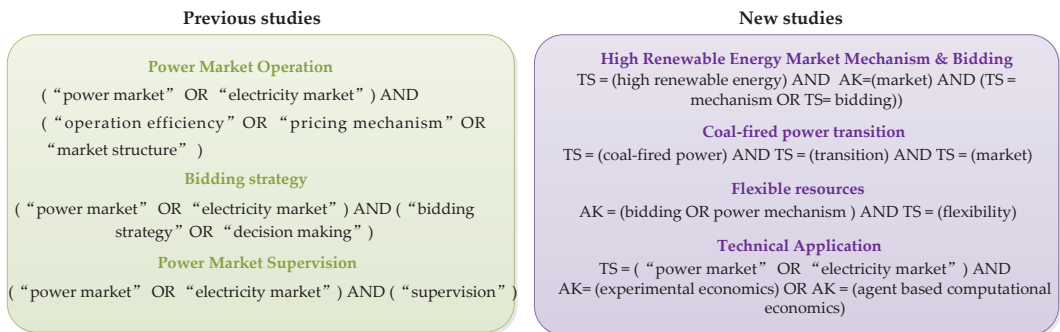 Previous studies
Power Market Operation
(“power market” OR “electricity market”) AND
(“operation efficiency” OR “pricing mechanism” OR
“market structure”)
Bidding strategy
(“power market” OR “electricity market”) AND (“bidding
strategy” OR “decision making”)
Power Market Supervision
(“power market” OR “electricity market”) AND (“supervision”)
New studies
High Renewable Energy Market Mechanism & Bidding
TS = (high renewable energy) AND AK=(market) AND (TS =
mechanism OR TS= bidding))
Coal-fired power transition
TS = (coal-fired power) AND TS = (transition) AND TS = (market)
Flexible resources
AK = (bidding OR power mechanism ) AND TS = (flexibility)
Technical Application
TS = (“power market” OR “electricity market”) AND
AK= (experimental economics) OR AK = (agent based computational
economics)